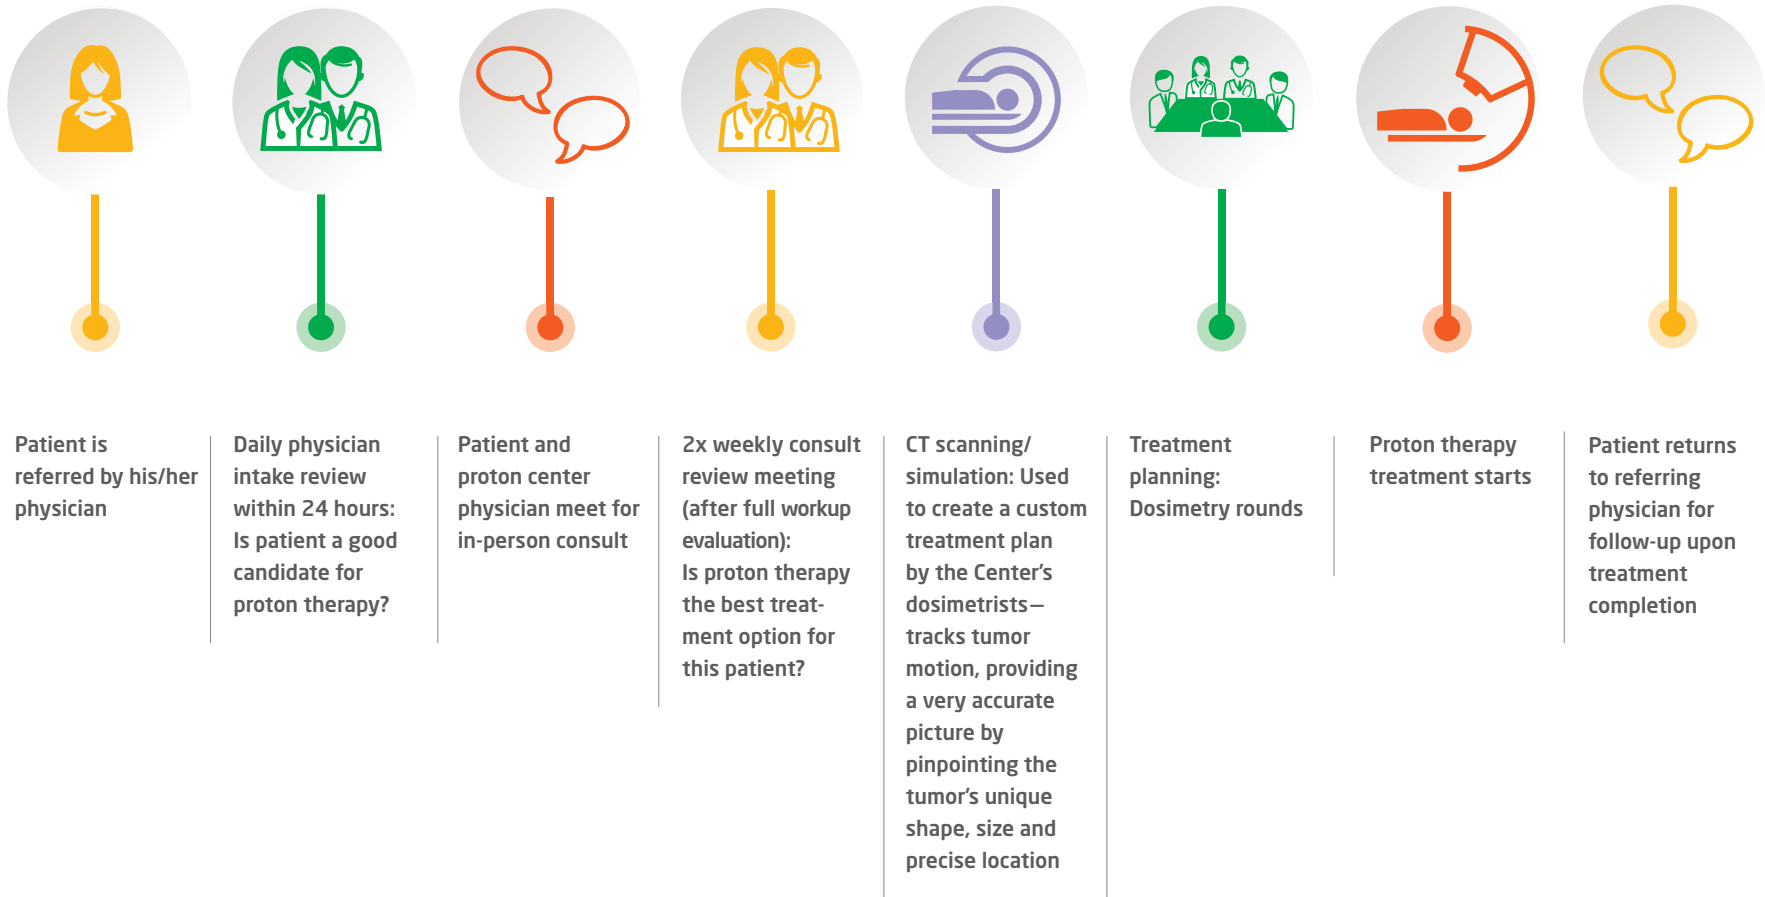 Patient is
referred by his/her
physician
Daily physician
intake review
within 24 hours:
Is patient a good
candidate for
proton therapy?
Patient and
proton center
physician meet for
in-person consult
2x weekly consult
review meeting
(after full workup
evaluation):
Is proton therapy
the best treat-
ment option for
this patient?
CT scanning/
simulation: Used
to create a custom
treatment plan
by the Center’s
dosimetrists—
tracks tumor
motion, providing
a very accurate
picture by
pinpointing the
tumor’s unique
shape, size and
precise location
Treatment
planning:
Dosimetry rounds
Proton therapy
treatment starts
Patient returns
to referring
physician for
follow-up upon
treatment
completion